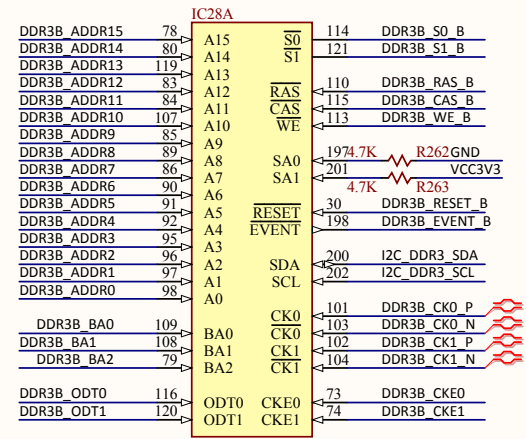 IC28A
DDR3B_ADDR15 78 A15 S0 114 DDR3B_S0_B
DDR3B_ADDR14 80 A14 S1 121 DDR3B_S1_B
DDR3B_ADDR13 119 A13
DDR3B_ADDR12 83 A12 RAS 110 DDR3B_RAS_B
DDR3B_ADDR11 84 A11 CAS 115 DDR3B_CAS_B
DDR3B_ADDR10 107 A10 WE 113 DDR3B_WE_B
DDR3B_ADDR9 85 A9
DDR3B_ADDR8 89 A8 SA0 197 4.7K R262 GND
DDR3B_ADDR7 86 A7 SA1 201 4.7K R263 VCC3V3
DDR3B_ADDR6 90 A6
DDR3B_ADDR5 91 A5 RESET 30 DDR3B_RESET_B
DDR3B_ADDR4 92 A4 EVENT 198 DDR3B_EVENT_B
DDR3B_ADDR3 95 A3
DDR3B_ADDR2 96 A2 SDA 200 I2C_DDR3_SDA
DDR3B_ADDR1 97 A1 SCL 202 I2C_DDR3_SCL
DDR3B_ADDR0 98 A0
CK0 101 DDR3B_CK0_P
DDR3B_BA0 109 BA0 CK0 103 DDR3B_CK0_N
DDR3B_BA1 108 BA1 CK1 102 DDR3B_CK1_P
DDR3B_BA2 79 BA2 CK1 104 DDR3B_CK1_N
DDR3B_ODT0 116 ODT0 CKE0 73 DDR3B_CKE0
DDR3B_ODT1 120 ODT1 CKE1 74 DDR3B_CKE1